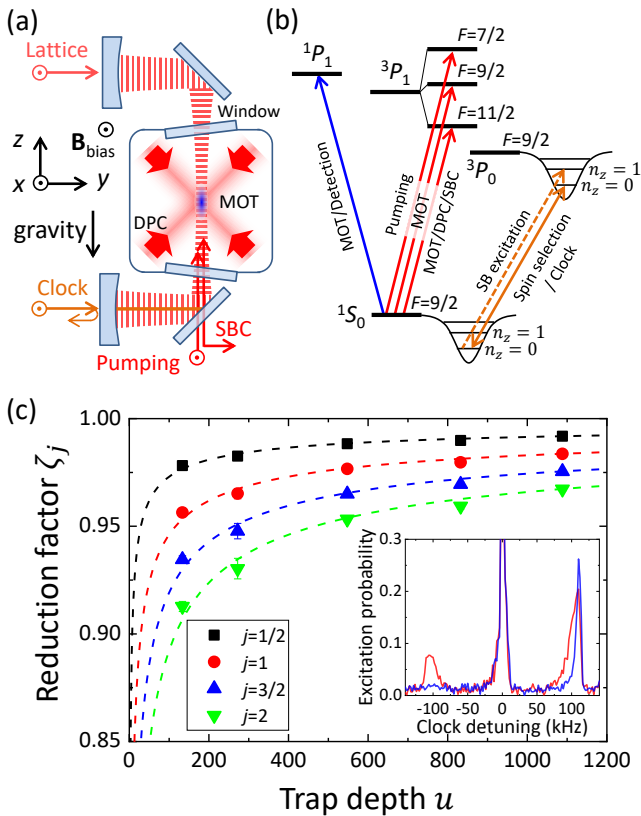 (a)
Lattice
Window
B_bias
z
x
y
gravity
MOT
DPC
Clock
SBC
Pumping
(b)
¹P₁
³P₁
F=7/2
F=9/2
F=11/2
F=9/2
³P₀
n_z = 1
n_z = 0
MOT/Detection
Pumping
MOT
MOT/DPC/SBC
SB excitation
Spin selection
/ Clock
¹S₀
F=9/2
n_z = 1
n_z = 0
(c)
Reduction factor ζ_j
1.00
0.95
0.90
0.85
0
200
400
600
800
1000
1200
Trap depth u
j=1/2
j=1
j=3/2
j=2
Excitation probability
0.3
0.2
0.1
0.0
-100
-50
0
50
100
Clock detuning (kHz)